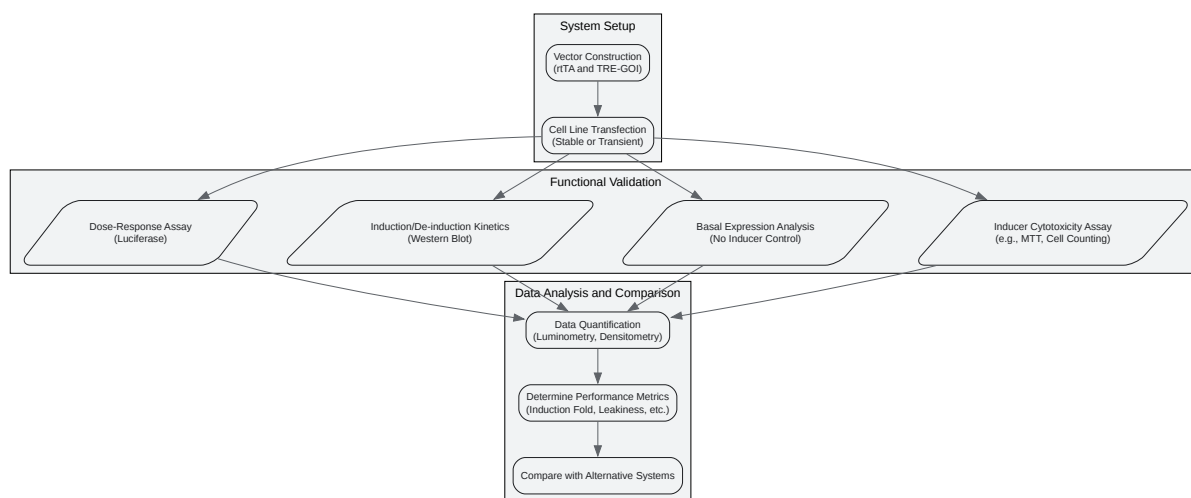 System Setup
Vector Construction
(rtTA and TRE-GOI)
Cell Line Transfection
(Stable or Transient)
Functional Validation
Dose-Response Assay
(Luciferase)
Induction/De-induction Kinetics
(Western Blot)
Basal Expression Analysis
(No Inducer Control)
Inducer Cytotoxicity Assay
(e.g., MTT, Cell Counting)
Data Analysis and Comparison
Data Quantification
(Luminometry, Densitometry)
Determine Performance Metrics
(Induction Fold, Leakiness, etc.)
Compare with Alternative Systems